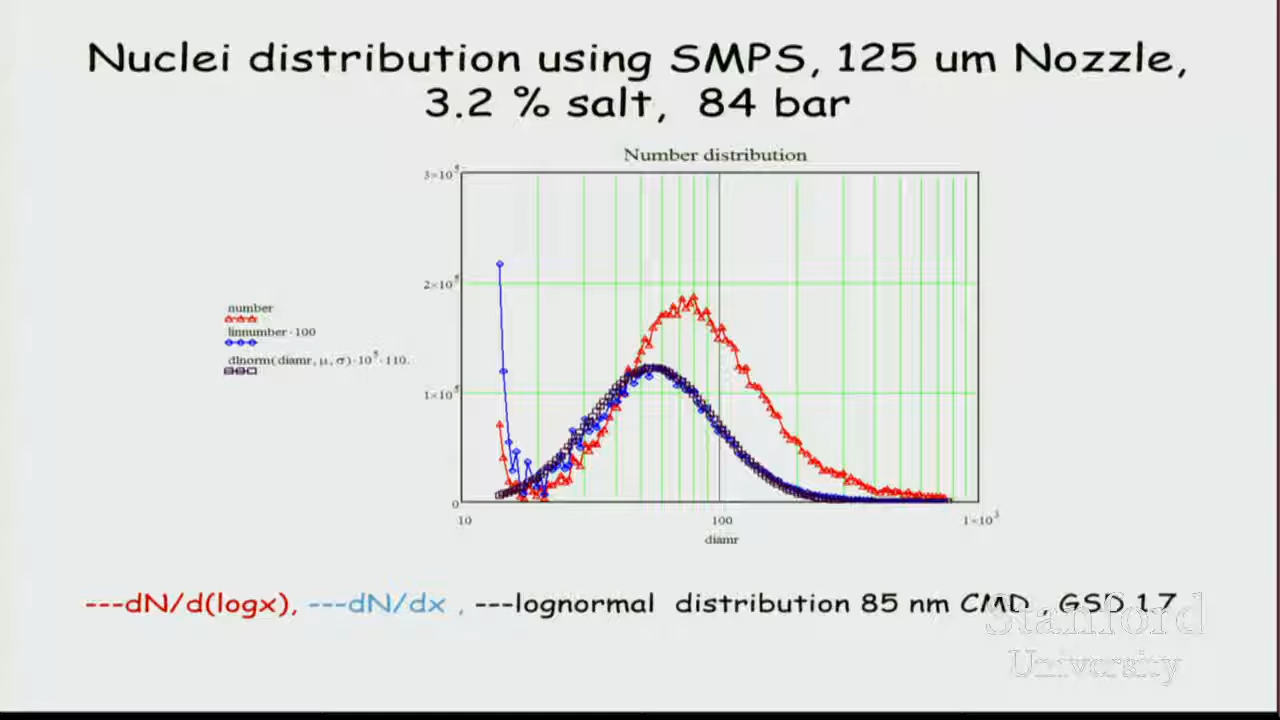 Nuclei distribution using SMPS, 125 um Nozzle,
3.2 % salt, 84 bar
Number distribution
3×10⁵
2×10⁵
1×10⁵
0
10
100
1×10³
diamr
number
linnumber·100
dlnorm(diamr, μ, σ)·10⁵·110.
---dN/d(logx), ---dN/dx , ---lognormal distribution 85 nm CMD , GSD 1.7
Stanford
University